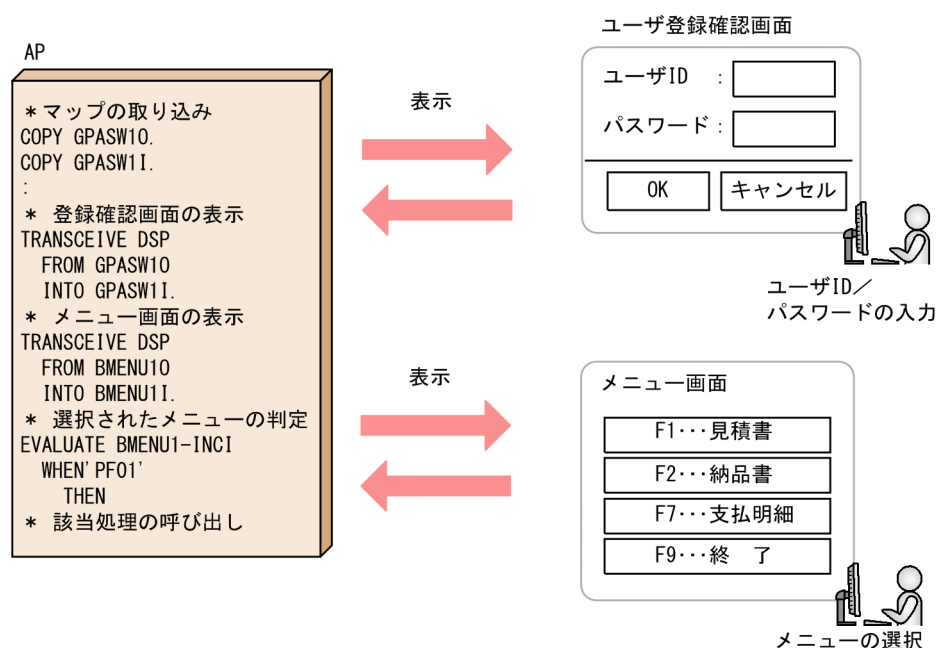 AP
*マップの取り込み
COPY GPASW1O.
COPY GPASW1I.
:
* 登録確認画面の表示
TRANSCEIVE DSP
FROM GPASW1O
INTO GPASW1I.
* メニュー画面の表示
TRANSCEIVE DSP
FROM BMENU1O
INTO BMENU1I.
* 選択されたメニューの判定
EVALUATE BMENU1-INCI
WHEN'PF01'
THEN
* 該当処理の呼び出し
表示
ユーザ登録確認画面
ユーザID :
パスワード:
OK キャンセル
ユーザID/
パスワードの入力
表示
メニュー画面
F1・・・見積書
F2・・・納品書
F7・・・支払明細
F9・・・終 了
メニューの選択